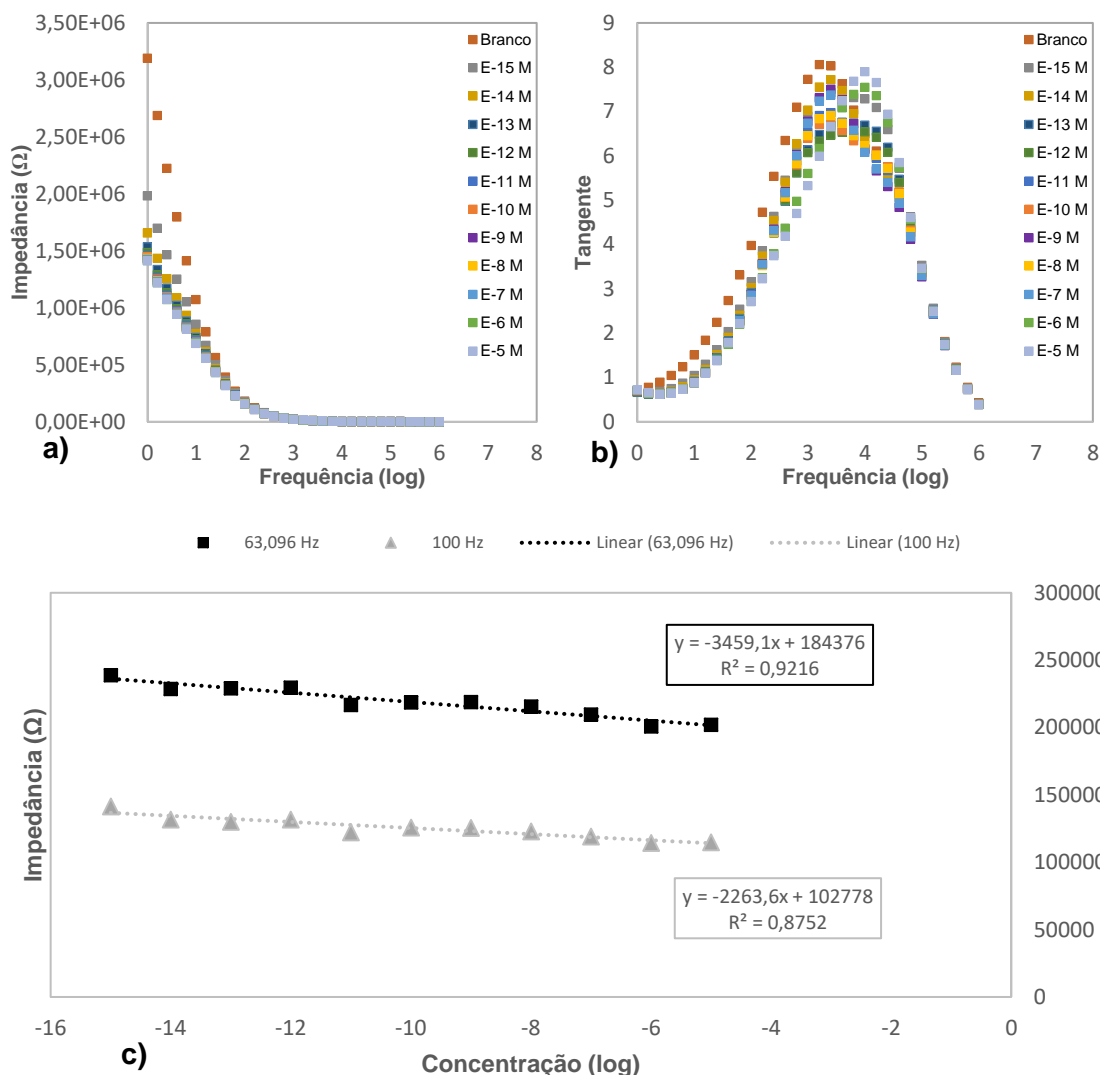 3,50E+06
3,00E+06
2,50E+06
2,00E+06
1,50E+06
1,00E+06
5,00E+05
0,00E+00
Impedância (Ω)
0 1 2 3 4 5 6 7 8
Frequência (log)
a)
Branco
E-15 M
E-14 M
E-13 M
E-12 M
E-11 M
E-10 M
E-9 M
E-8 M
E-7 M
E-6 M
E-5 M
9
8
7
6
5
4
3
2
1
0
Tangente
0 1 2 3 4 5 6 7 8
Frequência (log)
b)
Branco
E-15 M
E-14 M
E-13 M
E-12 M
E-11 M
E-10 M
E-9 M
E-8 M
E-7 M
E-6 M
E-5 M
63,096 Hz 100 Hz Linear (63,096 Hz) Linear (100 Hz)
y = -3459,1x + 184376
R² = 0,9216
y = -2263,6x + 102778
R² = 0,8752
Impedância (Ω)
300000
250000
200000
150000
100000
50000
0
-16 -14 -12 -10 -8 -6 -4 -2 0
Concentração (log)
c)